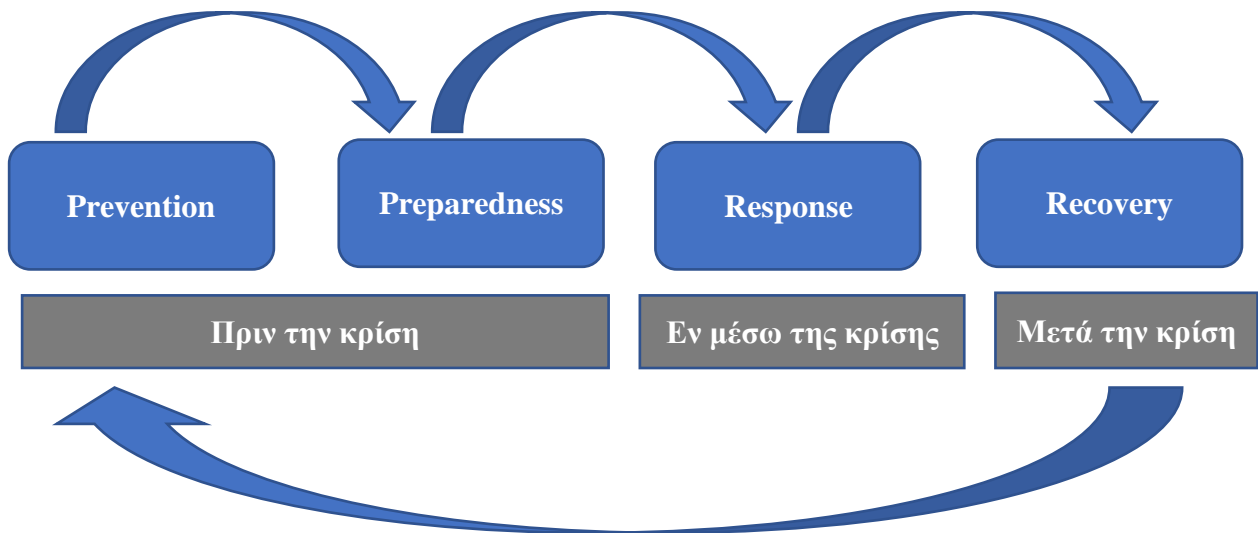 Prevention
Preparedness
Response
Recovery
Πριν την κρίση
Εν μέσω της κρίσης
Μετά την κρίση